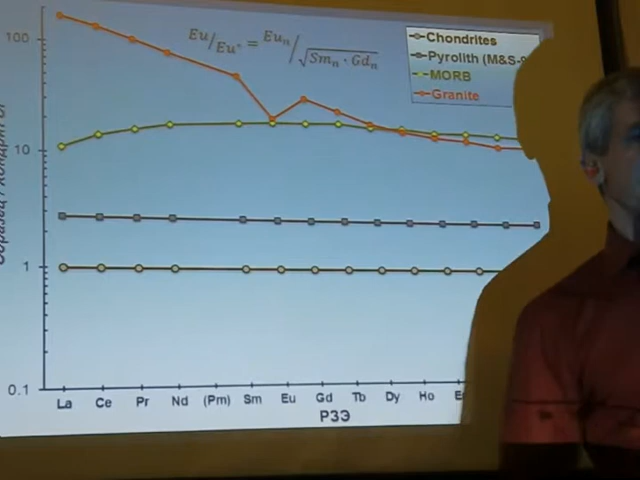 Eu/Eu* = Euₙ/√Smₙ · Gdₙ
Chondrites
Pyrolith (M&S-9
MORB
Granite
100
10
1
0.1
La Ce Pr Nd (Pm) Sm Eu Gd Tb Dy Ho
РЗЭ